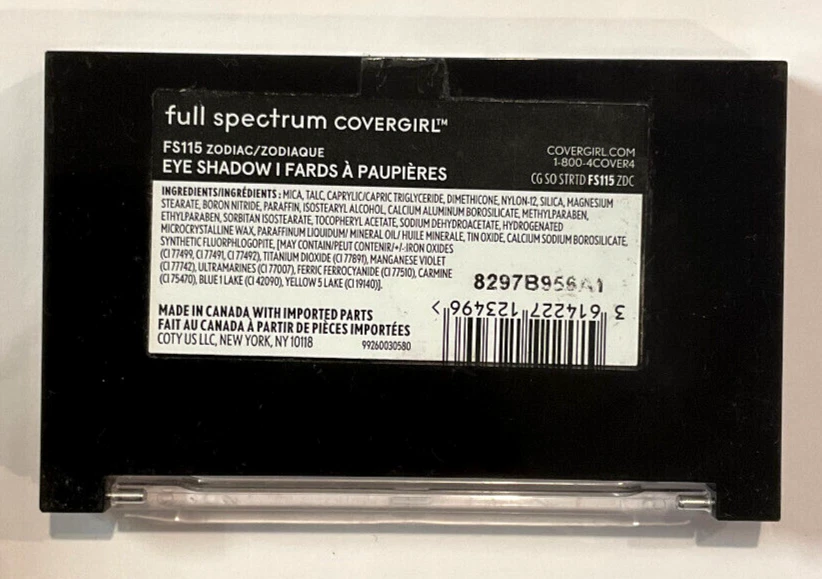 full spectrum COVERGIRL™
FS115 ZODIAC/ZODIAQUE
EYE SHADOW I FARDS À PAUPIÈRES
COVERGIRL.COM
1-800-4COVER4
CG SO STRTD FS115 ZDC
INGREDIENTS/INGRÉDIENTS : MICA, TALC, CAPRYLIC/CAPRIC TRIGLYCERIDE, DIMETHICONE, NYLON-12, SILICA, MAGNESIUM
STEARATE, BORON NITRIDE, PARAFFIN, ISOSTEARYL ALCOHOL, CALCIUM ALUMINUM BOROSILICATE, METHYLPARABEN,
ETHYLPARABEN, SORBITAN ISOSTEARATE, TOCOPHERYL ACETATE, SODIUM DEHYDROACETATE, HYDROGENATED
MICROCRYSTALLINE WAX, PARAFFINUM LIQUIDUM/ MINERAL OIL/ HUILE MINERALE, TIN OXIDE, CALCIUM SODIUM BOROSILICATE,
SYNTHETIC FLUORPHLOGOPITE, [MAY CONTAIN/PEUT CONTENIR/+/-IRON OXIDES
(CI 77499, CI 77491, CI 77492), TITANIUM DIOXIDE (CI 77891), MANGANESE VIOLET
(CI 77742), ULTRAMARINES (CI 77007), FERRIC FERROCYANIDE (CI 77510), CARMINE
(CI 75470), BLUE 1 LAKE (CI 42090), YELLOW 5 LAKE (CI 19140)].
8297B956A1
MADE IN CANADA WITH IMPORTED PARTS
FAIT AU CANADA À PARTIR DE PIÈCES IMPORTÉES
COTY US LLC, NEW YORK, NY 10118
99260030580
3 614227 123496 >